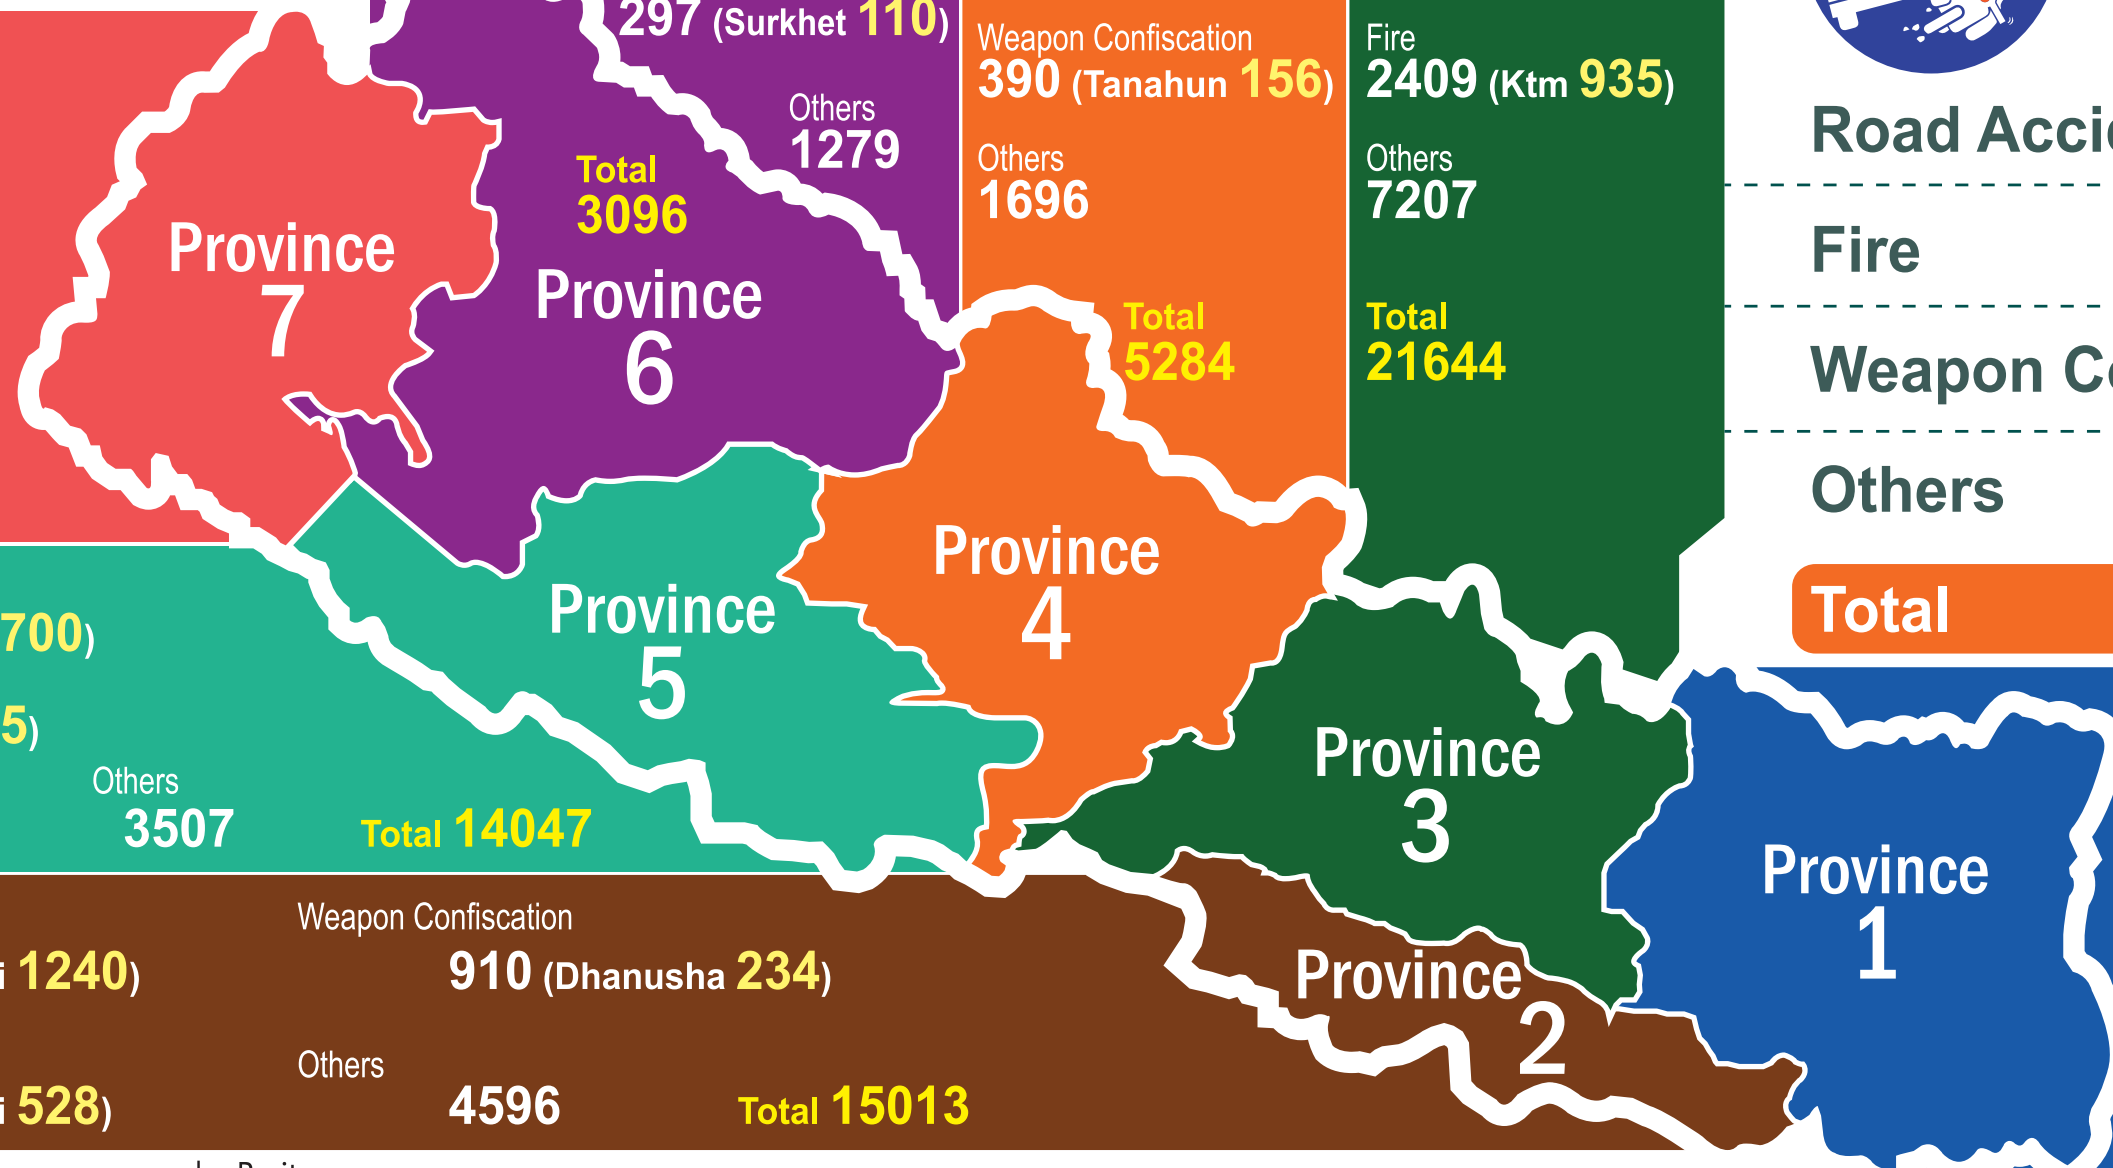 297 (Surkhet 110)
Others
1279
Total
3096
Province
7
Province
6
Weapon Confiscation
390 (Tanahun 156)
Others
1696
Total
5284
Fire
2409 (Ktm 935)
Others
7207
Total
21644
Road
Fire
Weapon
Others
Total
Province
4
Province
5
700)
5)
Others
3507
Total 14047
Province
3
Province
1
Weapon Confiscation
i 1240)
910 (Dhanusha 234)
Province
2
Others
i 528)
4596
Total 15013